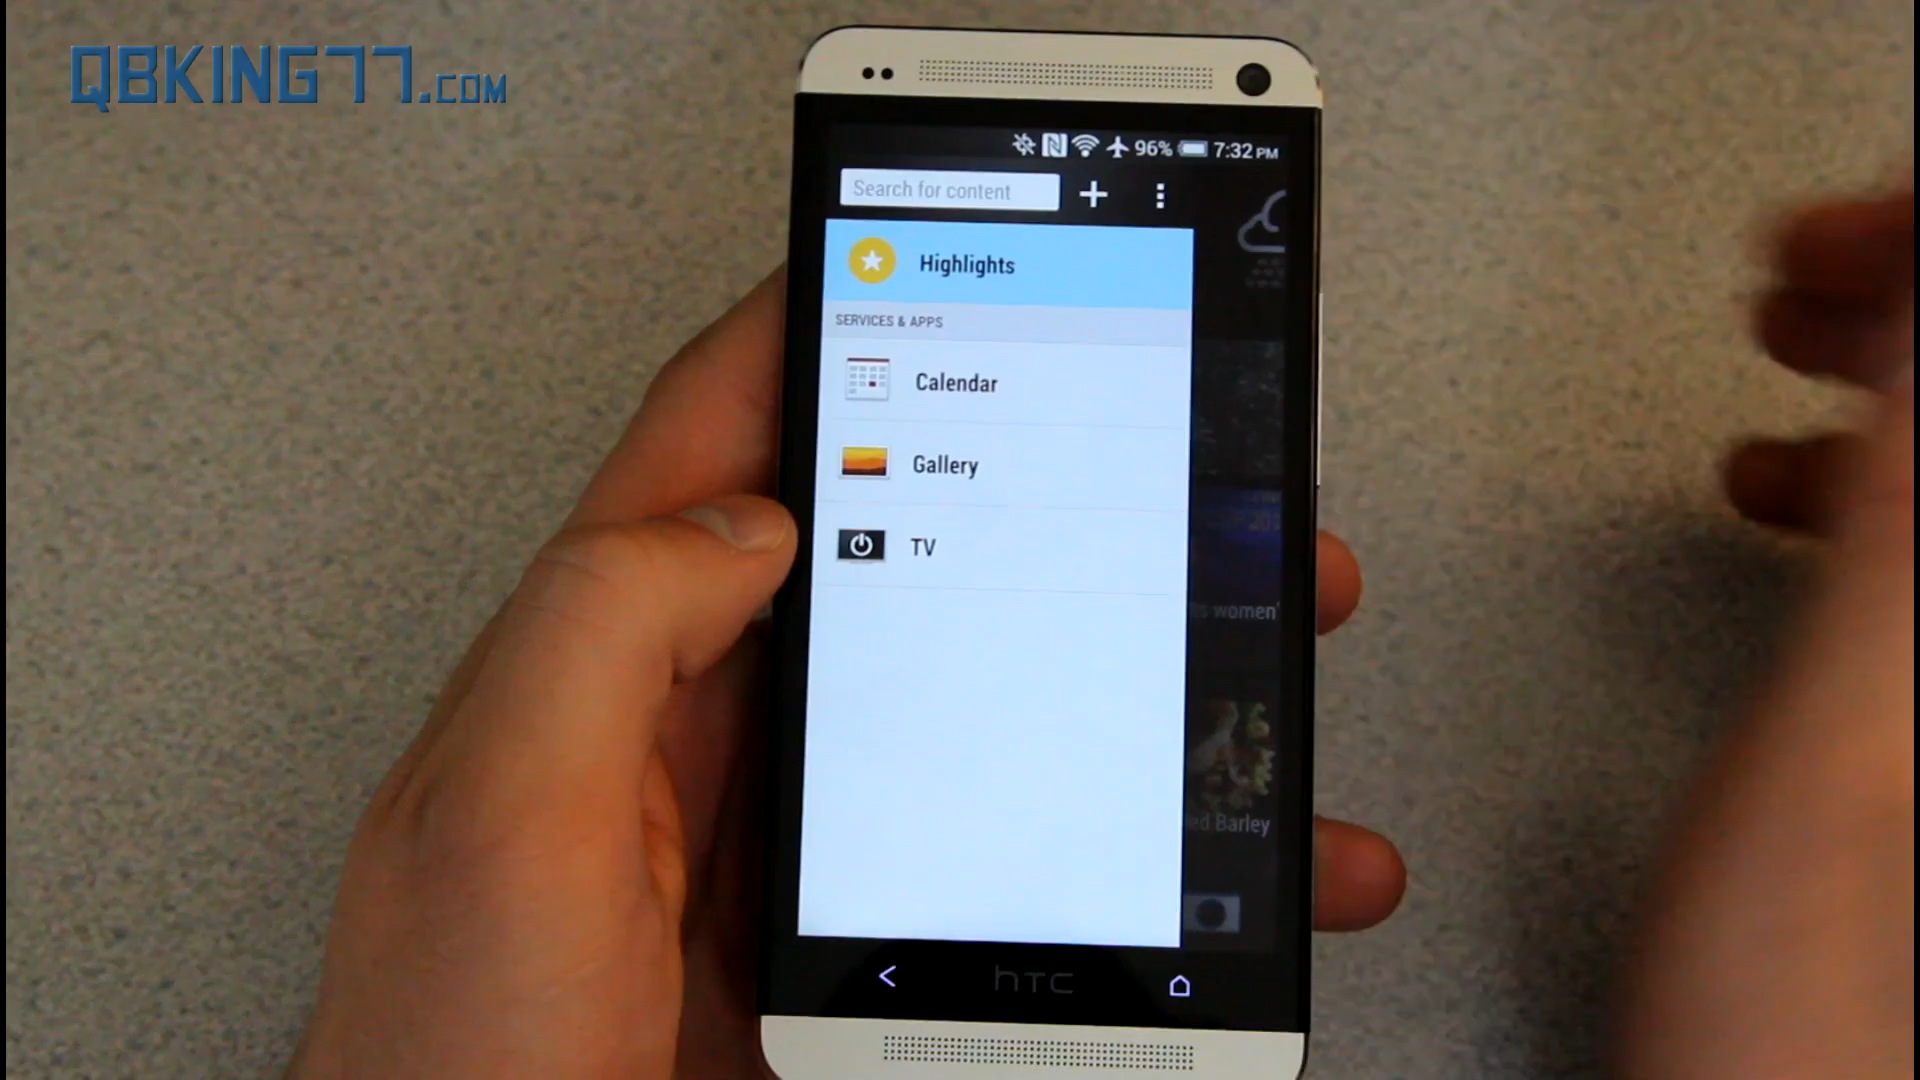 QBKING77.COM
96% 7:32 PM
Search for content
Highlights
SERVICES & APPS
Calendar
Gallery
TV
women'
Barley
hTC